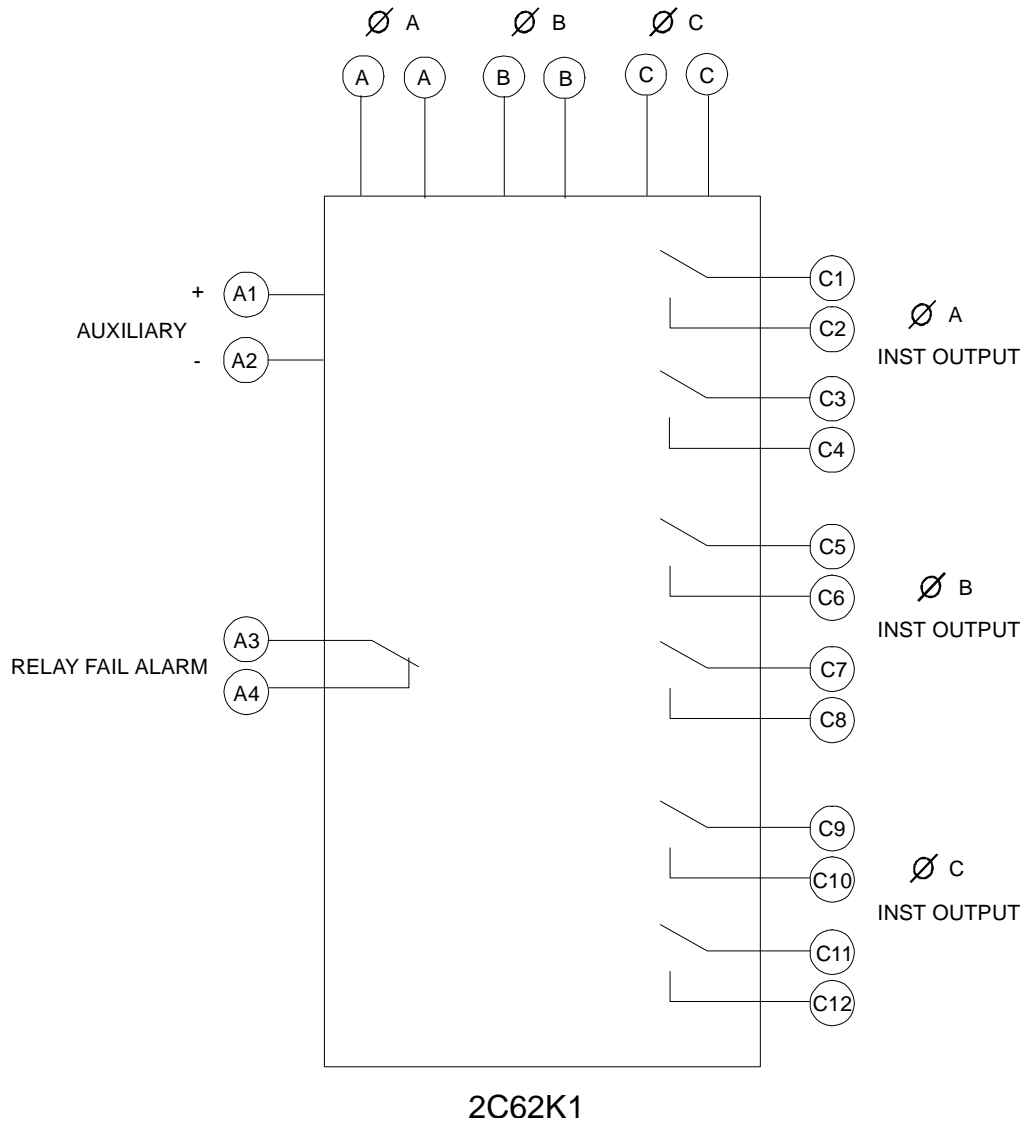 Ø A
Ø B
Ø C
A
A
B
B
C
C
+
A1
AUXILIARY
-
A2
C1
C2
Ø A
INST OUTPUT
C3
C4
C5
C6
Ø B
INST OUTPUT
A3
RELAY FAIL ALARM
A4
C7
C8
C9
C10
Ø C
INST OUTPUT
C11
C12
2C62K1